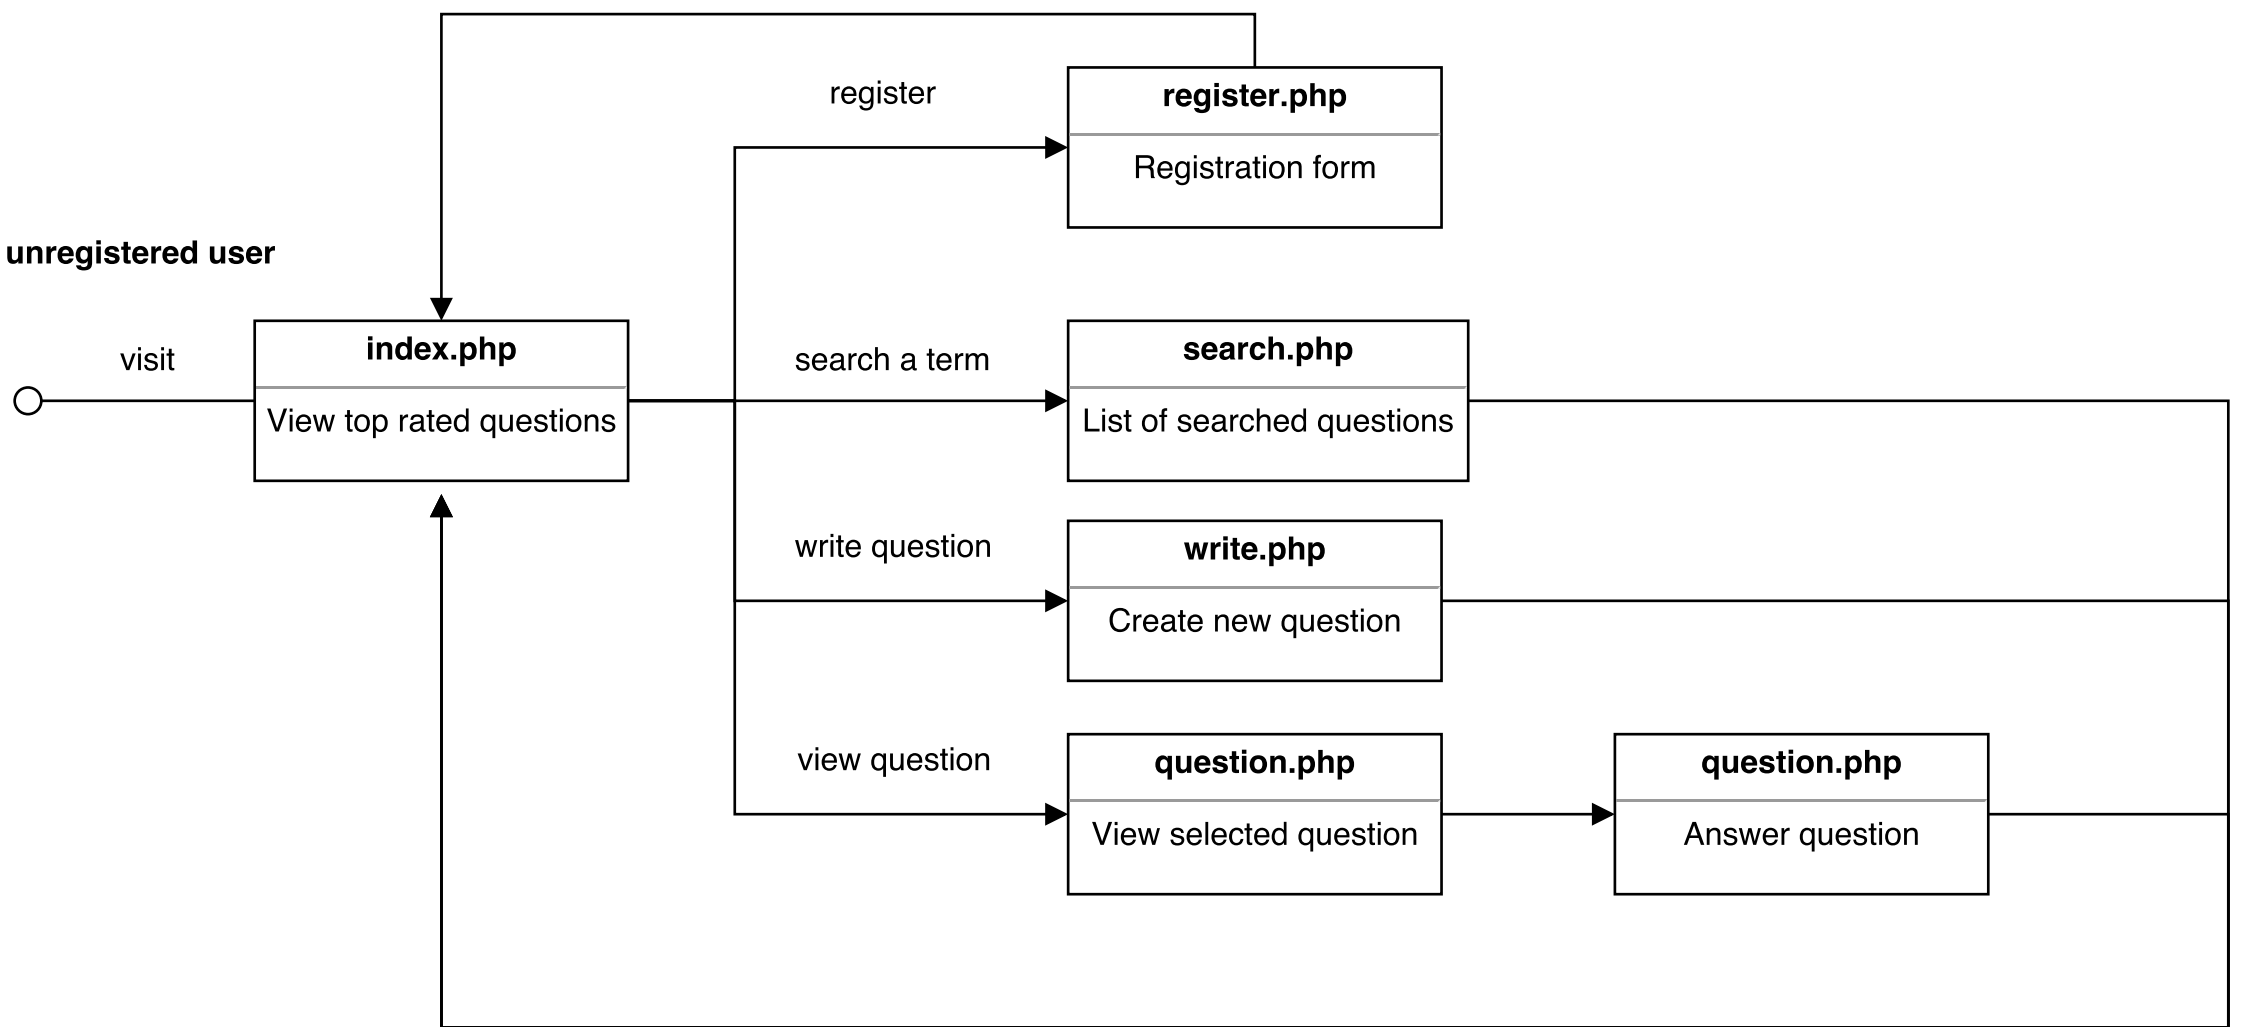 register
register.php
Registration form
unregistered user
visit
index.php
View top rated questions
search a term
search.php
List of searched questions
write question
write.php
Create new question
view question
question.php
View selected question
question.php
Answer question